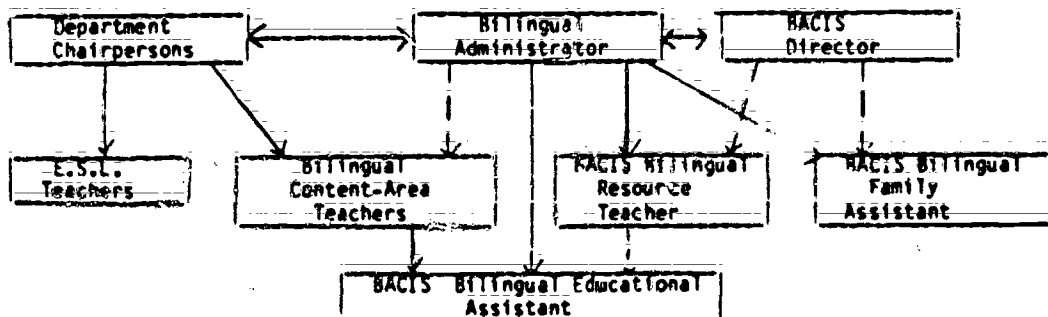 Department
Chairpersons
Bilingual
Administrator
BACIS
Director
E.S.L.
Teachers
Bilingual
Content-Area
Teachers
BACIS Bilingual
Resource
Teacher
BACIS Bilingual
Family
Assistant
BACIS Bilingual Educational
Assistant